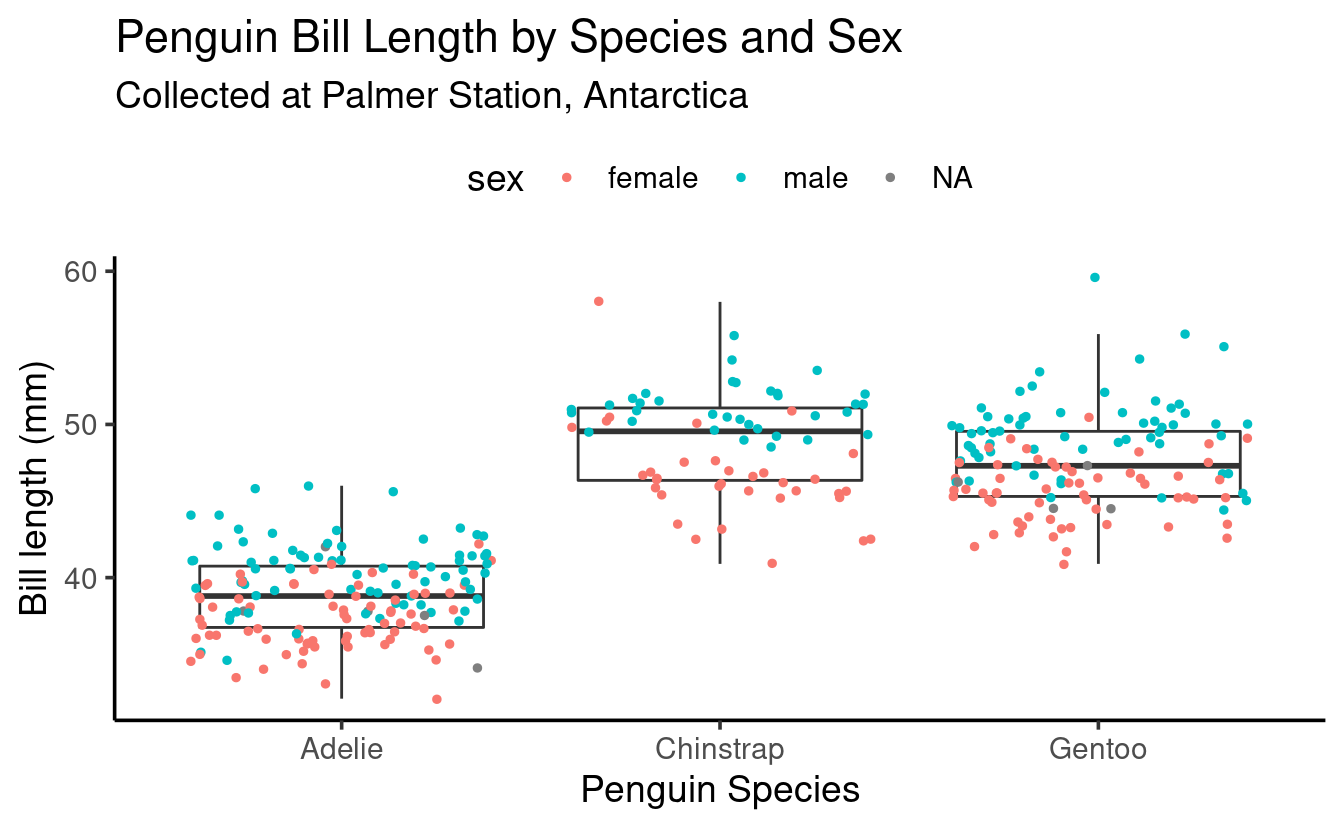 Penguin Bill Length by Species and Sex
Collected at Palmer Station, Antarctica
sex female male NA
60
50
40
Bill length (mm)
Adelie Chinstrap Gentoo
Penguin Species